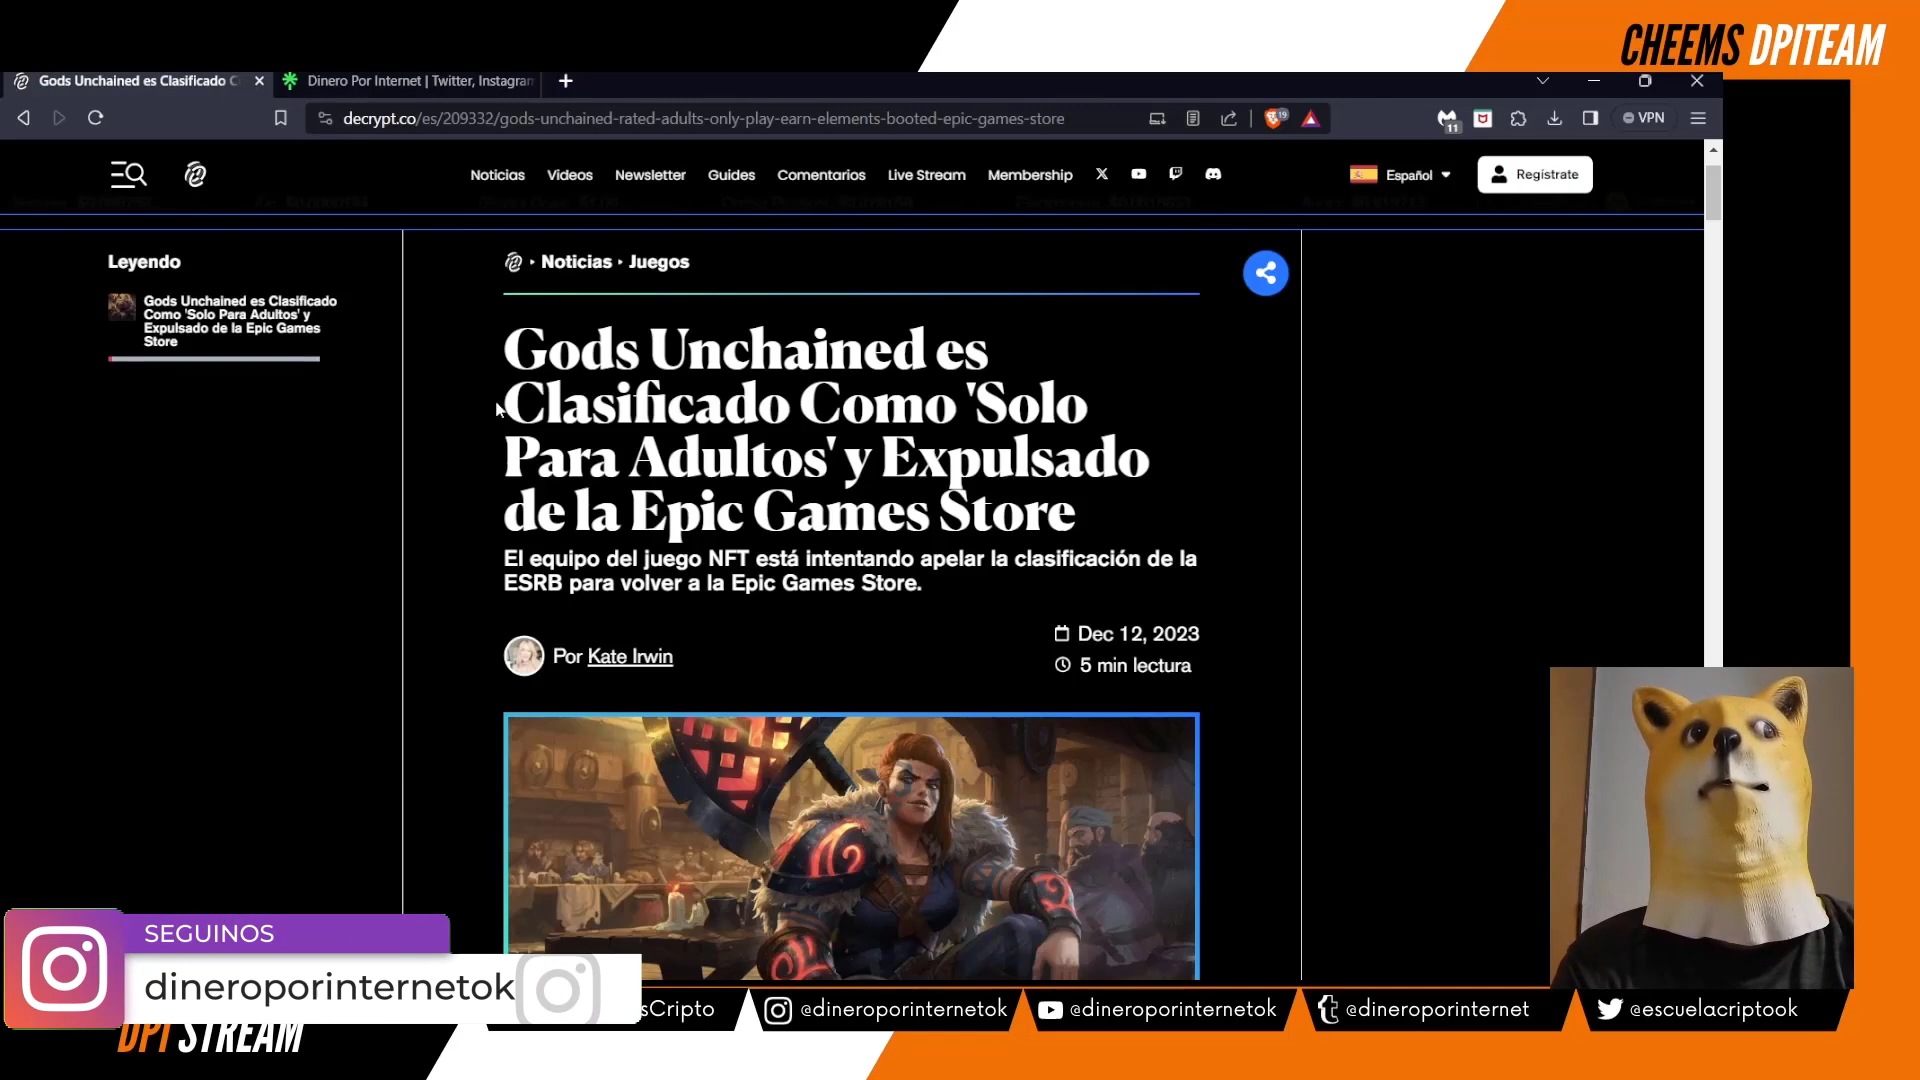 CHEEMS DPITEAM
Gods Unchained es Clasificado
Dinero Por Internet | Twitter, Instagram
decrypt.co/es/209332/gods-unchained-rated-adults-only-play-earn-elements-booted-epic-games-store
19
11
VPN
Noticias Videos Newsletter Guides Comentarios Live Stream Membership
Español
Regístrate
Leyendo
Gods Unchained es Clasificado
Como 'Solo Para Adultos' y
Expulsado de la Epic Games
Store
Noticias Juegos
Gods Unchained es
Clasificado Como 'Solo
Para Adultos' y Expulsado
de la Epic Games Store
El equipo del juego NFT está intentando apelar la clasificación de la
ESRB para volver a la Epic Games Store.
Por Kate Irwin
Dec 12, 2023
5 min lectura
SEGUINOS
dineroporinternetok
sCripto
@dineroporinternetok
@dineroporinternetok
@dineroporinternet
@escuelacriptook
DPI STREAM